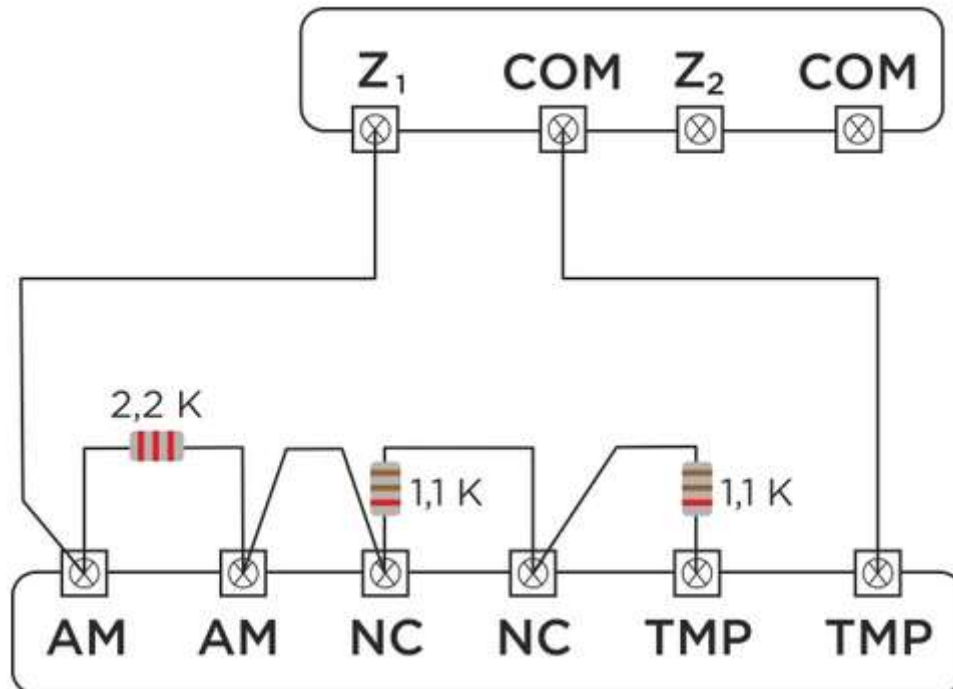 Z₁ COM Z₂ COM
2,2 K
1,1 K 1,1 K
AM AM NC NC TMP TMP